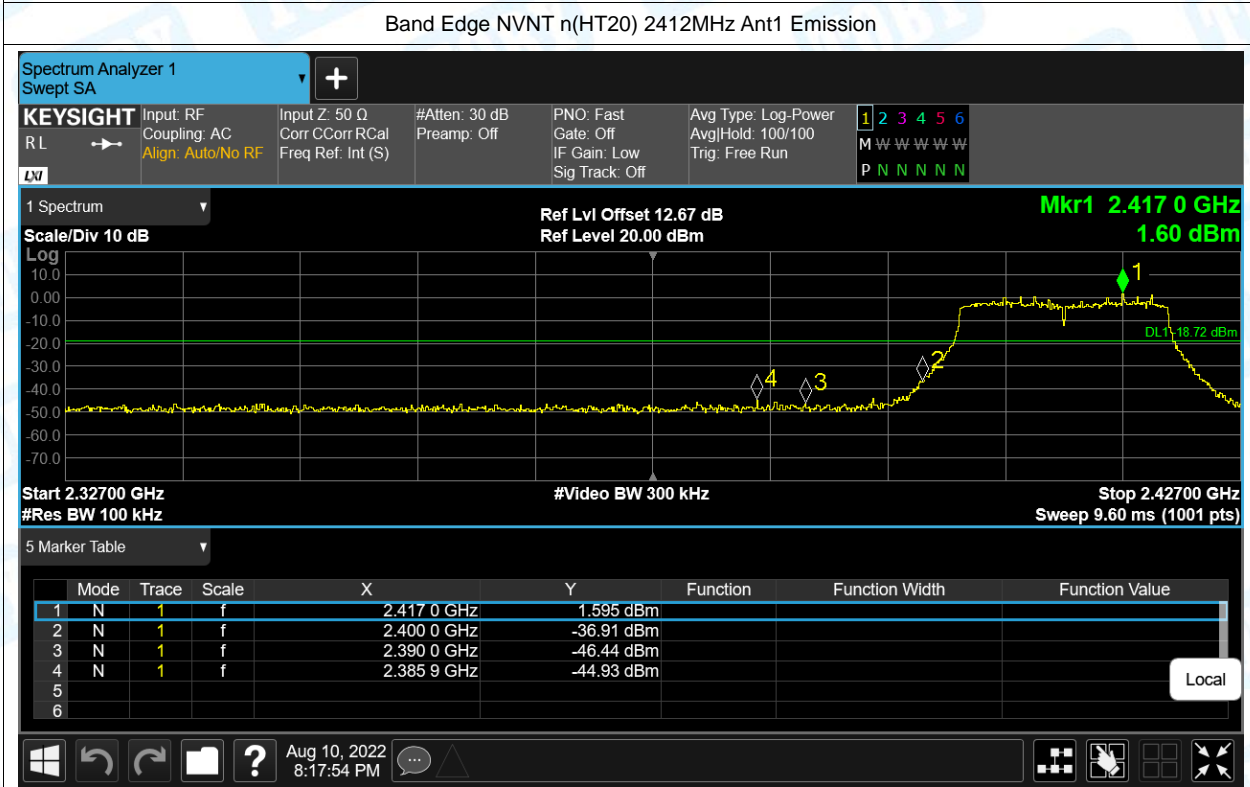 Band Edge NVNT n(HT20) 2412MHz Ant1 Emission
Spectrum Analyzer 1
Swept SA
+
KEYSIGHT Input: RF Input Z: 50 Ω #Atten: 30 dB PNO: Fast Avg Type: Log-Power 1 2 3 4 5 6
R L Coupling: AC Corr CCorr RCal Preamp: Off Gate: Off Avg|Hold: 100/100 M W W W W W
Align: Auto/No RF Freq Ref: Int (S) IF Gain: Low Trig: Free Run
LXI Sig Track: Off P N N N N N
1 Spectrum Ref Lvl Offset 12.67 dB Mkr1 2.417 0 GHz
Scale/Div 10 dB Ref Level 20.00 dBm 1.60 dBm
Log
10.0 1
0.00
-10.0
DL1 -18.72 dBm
-20.0
-30.0 2
-40.0 4 3
-50.0
-60.0
-70.0
Start 2.32700 GHz #Video BW 300 kHz Stop 2.42700 GHz
#Res BW 100 kHz Sweep 9.60 ms (1001 pts)
5 Marker Table
Mode Trace Scale X Y Function Function Width Function Value
1 N 1 f 2.417 0 GHz 1.595 dBm
2 N 1 f 2.400 0 GHz -36.91 dBm
3 N 1 f 2.390 0 GHz -46.44 dBm
4 N 1 f 2.385 9 GHz -44.93 dBm
5
6
Local
? Aug 10, 2022
8:17:54 PM